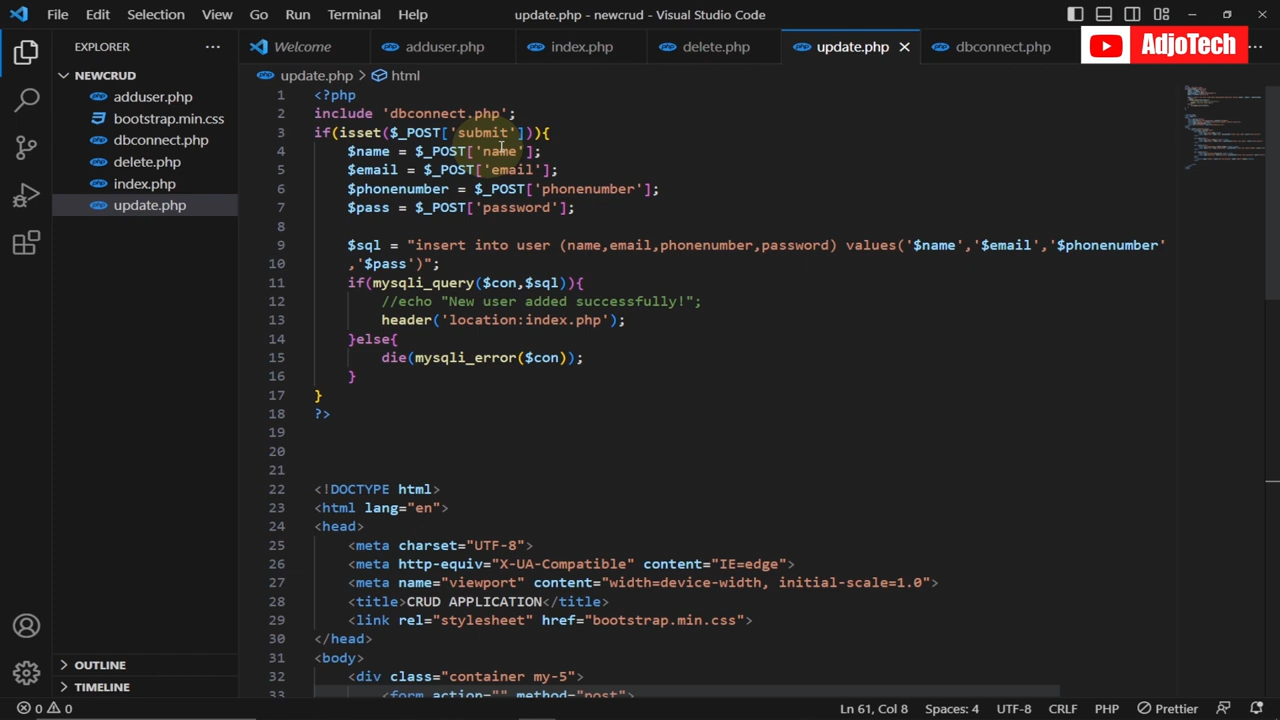 File Edit Selection View Go Run Terminal Help update.php - newcrud - Visual Studio Code
EXPLORER ... Welcome adduser.php index.php delete.php update.php dbconnect.php AdjoTech ...
update.php > html
NEWCRUD
adduser.php
bootstrap.min.css
dbconnect.php
delete.php
index.php
update.php
OUTLINE
TIMELINE
1 <?php
2 include 'dbconnect.php';
3 if(isset($_POST['submit'])){
4 $name = $_POST['name'];
5 $email = $_POST['email'];
6 $phonenumber = $_POST['phonenumber'];
7 $pass = $_POST['password'];
8
9 $sql = "insert into user (name,email,phonenumber,password) values('$name','$email','$phonenumber'
10 ,'$pass')";
11 if(mysqli_query($con,$sql)){
12 //echo "New user added successfully!";
13 header('location:index.php');
14 }else{
15 die(mysqli_error($con));
16 }
17 }
18 ?>
19
20
21
22 <!DOCTYPE html>
23 <html lang="en">
24 <head>
25 <meta charset="UTF-8">
26 <meta http-equiv="X-UA-Compatible" content="IE=edge">
27 <meta name="viewport" content="width=device-width, initial-scale=1.0">
28 <title>CRUD APPLICATION</title>
29 <link rel="stylesheet" href="bootstrap.min.css">
30 </head>
31 <body>
32 <div class="container my-5">
33 <form action="" method="post">
0 0 Ln 61, Col 8 Spaces: 4 UTF-8 CRLF PHP Prettier